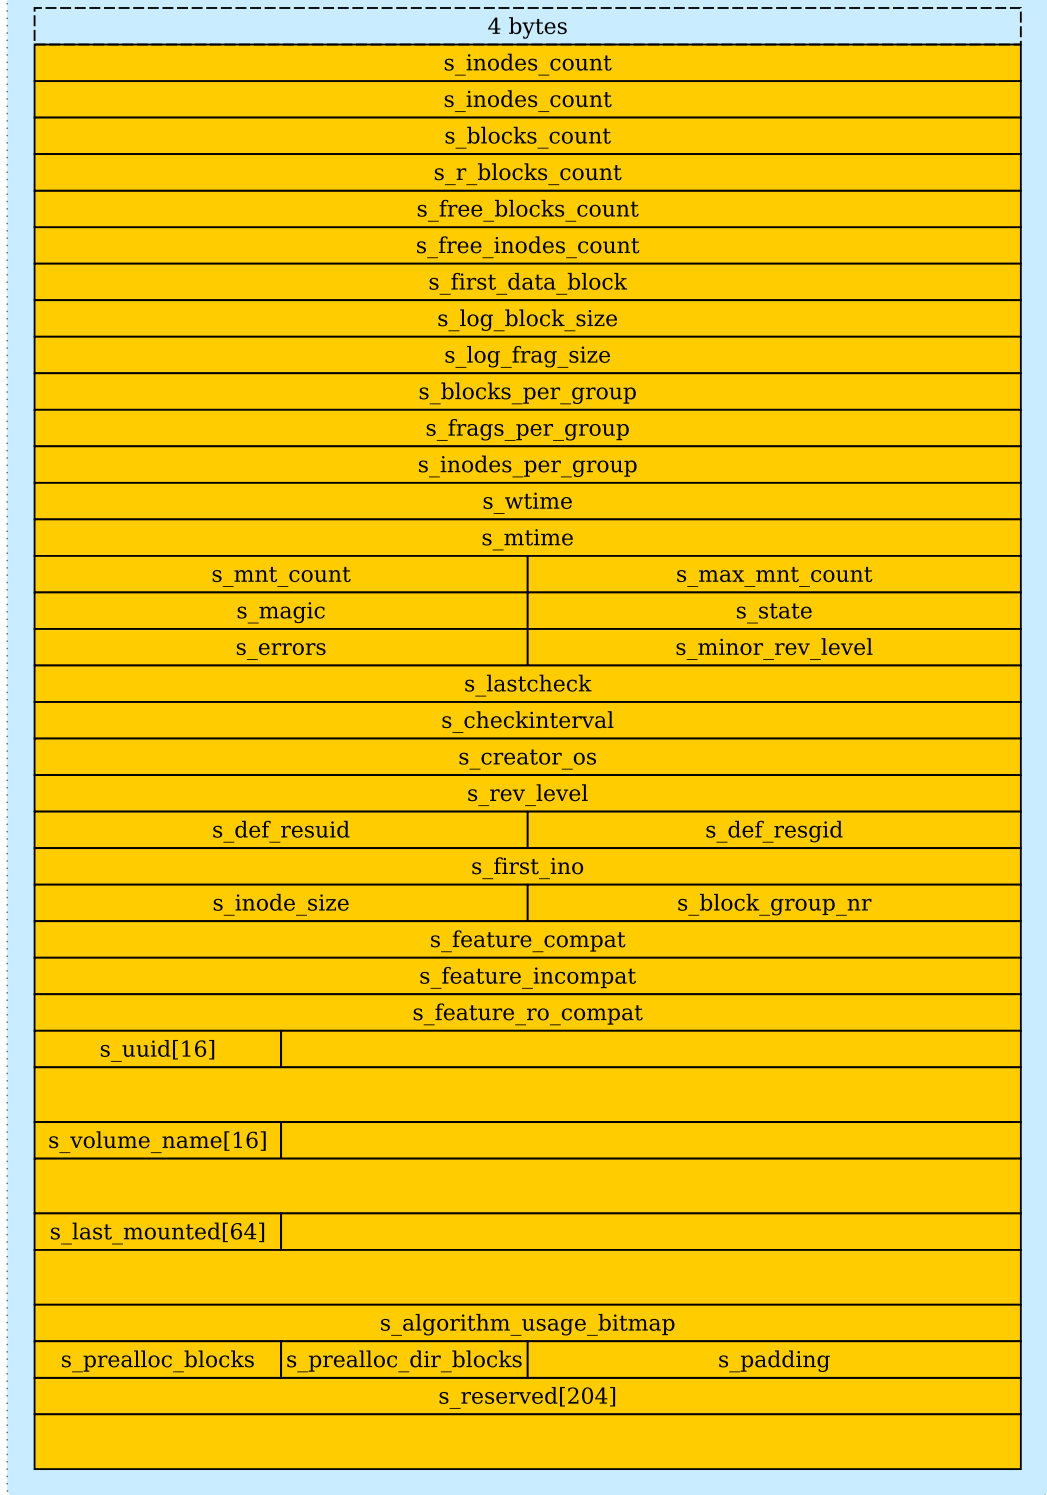 4 bytes
s_inodes_count
s_inodes_count
s_blocks_count
s_r_blocks_count
s_free_blocks_count
s_free_inodes_count
s_first_data_block
s_log_block_size
s_log_frag_size
s_blocks_per_group
s_frags_per_group
s_inodes_per_group
s_wtime
s_mtime
s_mnt_count s_max_mnt_count
s_magic s_state
s_errors s_minor_rev_level
s_lastcheck
s_checkinterval
s_creator_os
s_rev_level
s_def_resuid s_def_resgid
s_first_ino
s_inode_size s_block_group_nr
s_feature_compat
s_feature_incompat
s_feature_ro_compat
s_uuid[16]
s_volume_name[16]
s_last_mounted[64]
s_algorithm_usage_bitmap
s_prealloc_blocks s_prealloc_dir_blocks s_padding
s_reserved[204]